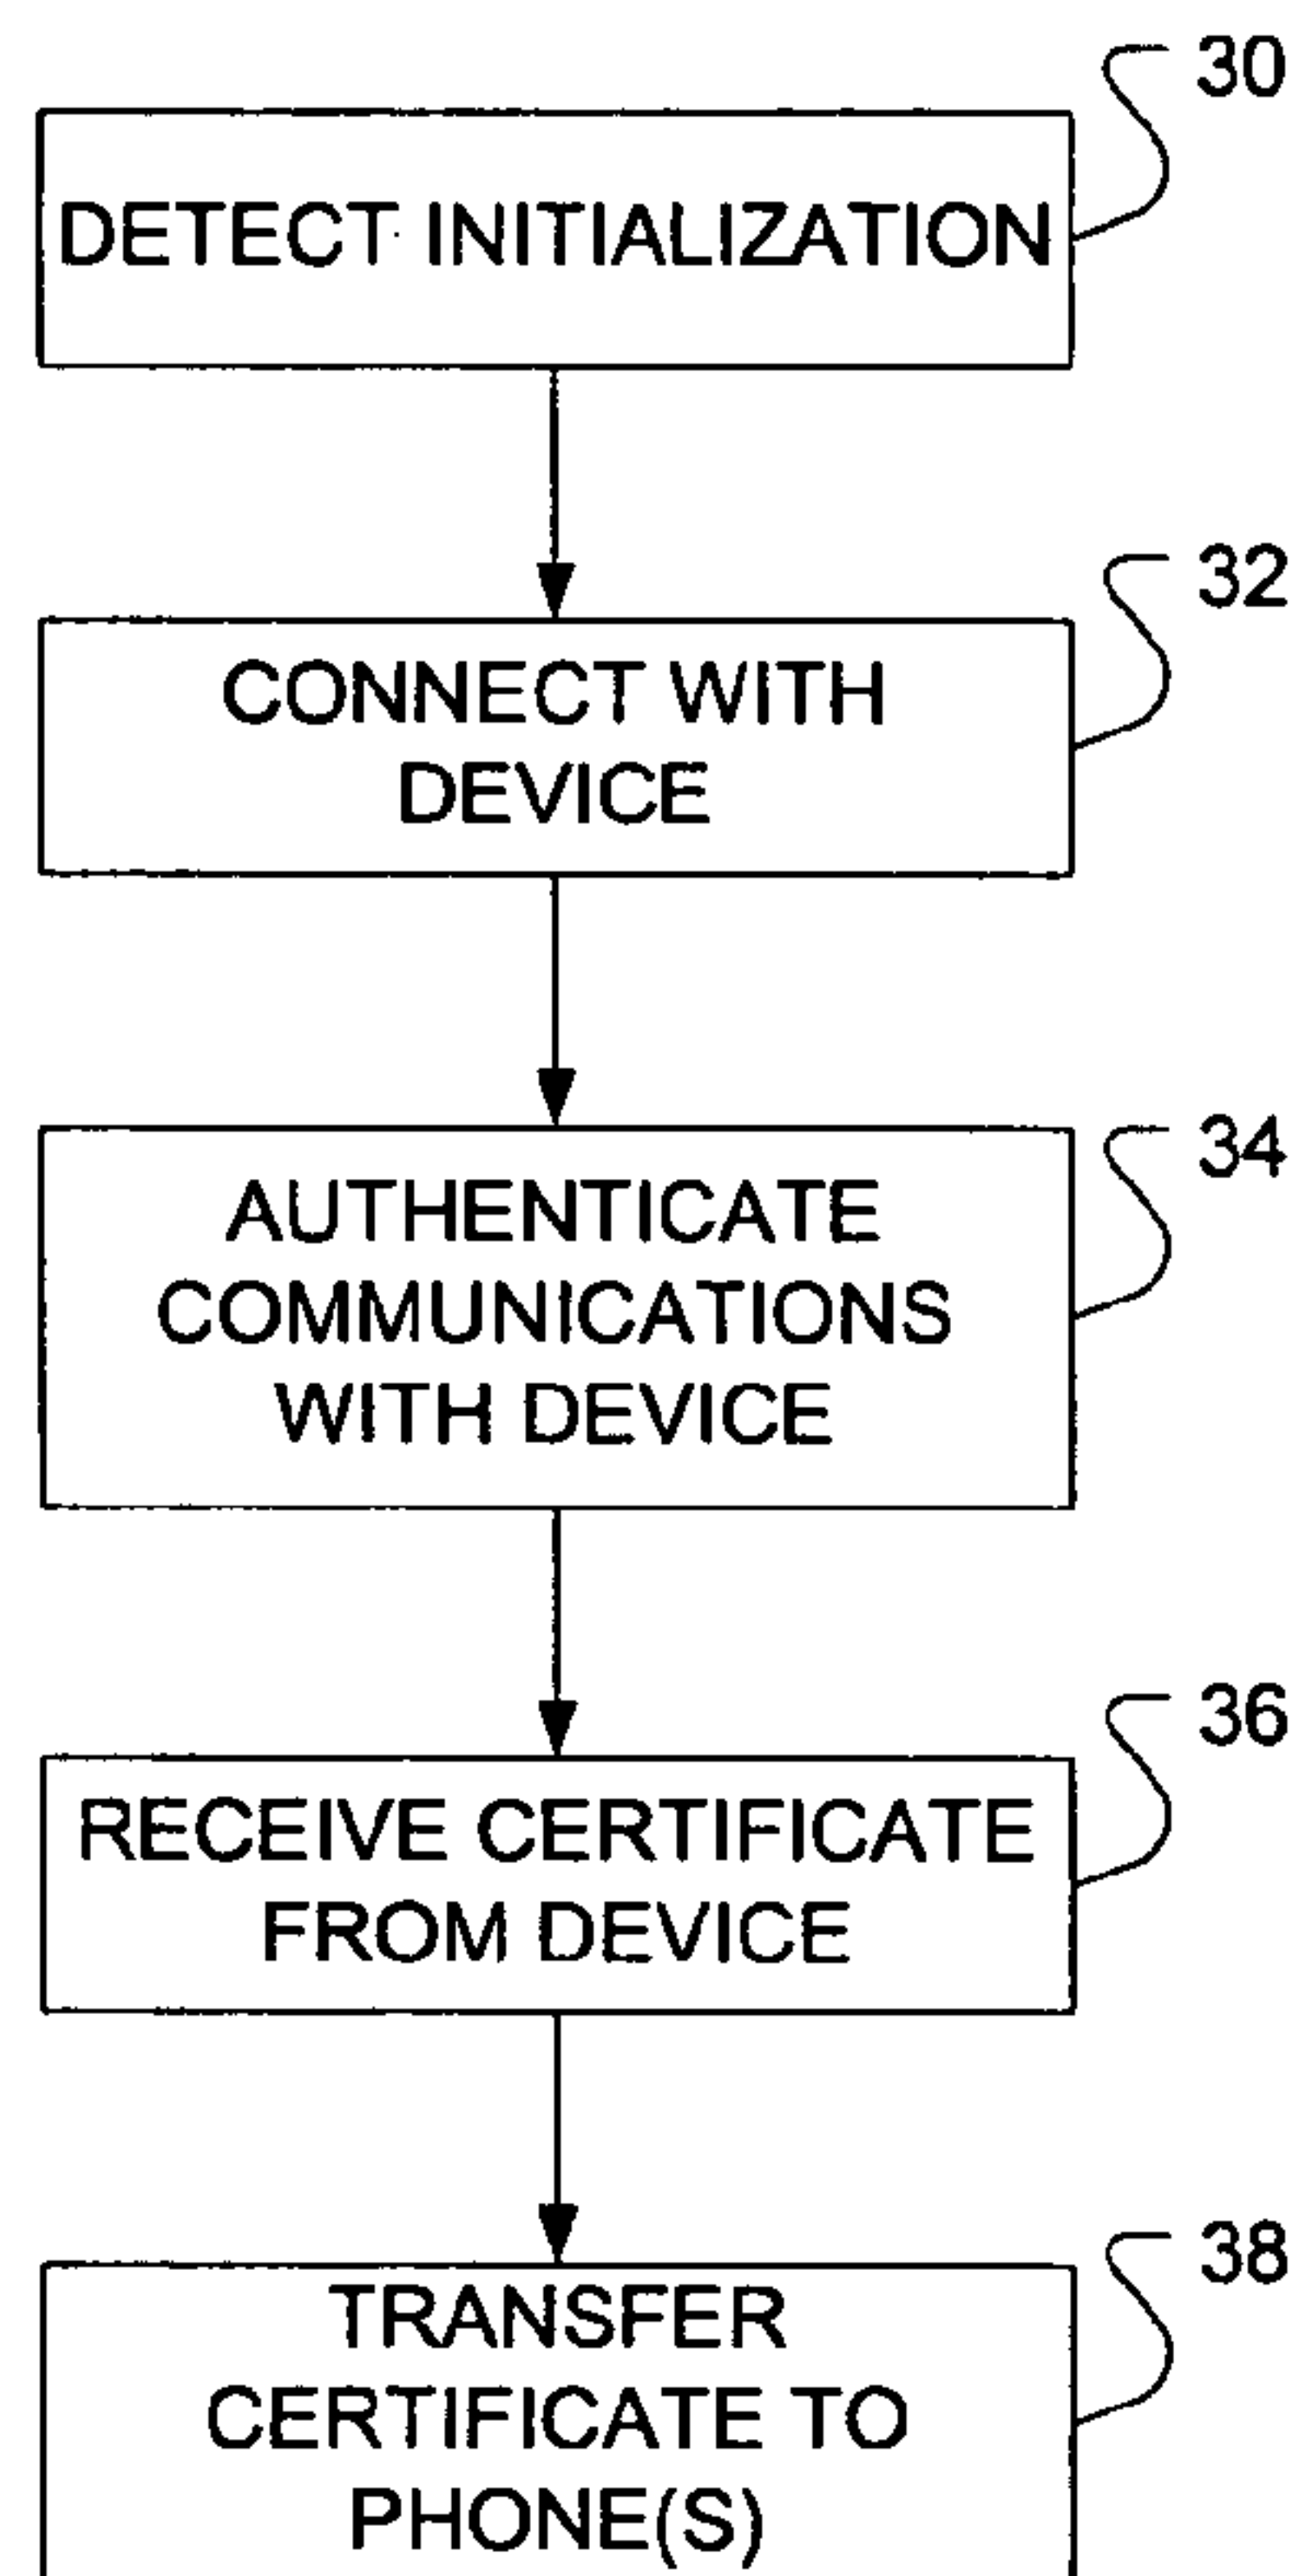 30
DETECT INITIALIZATION
32
CONNECT WITH
DEVICE
34
AUTHENTICATE
COMMUNICATIONS
WITH DEVICE
36
RECEIVE CERTIFICATE
FROM DEVICE
38
TRANSFER
CERTIFICATE TO
PHONE(S)